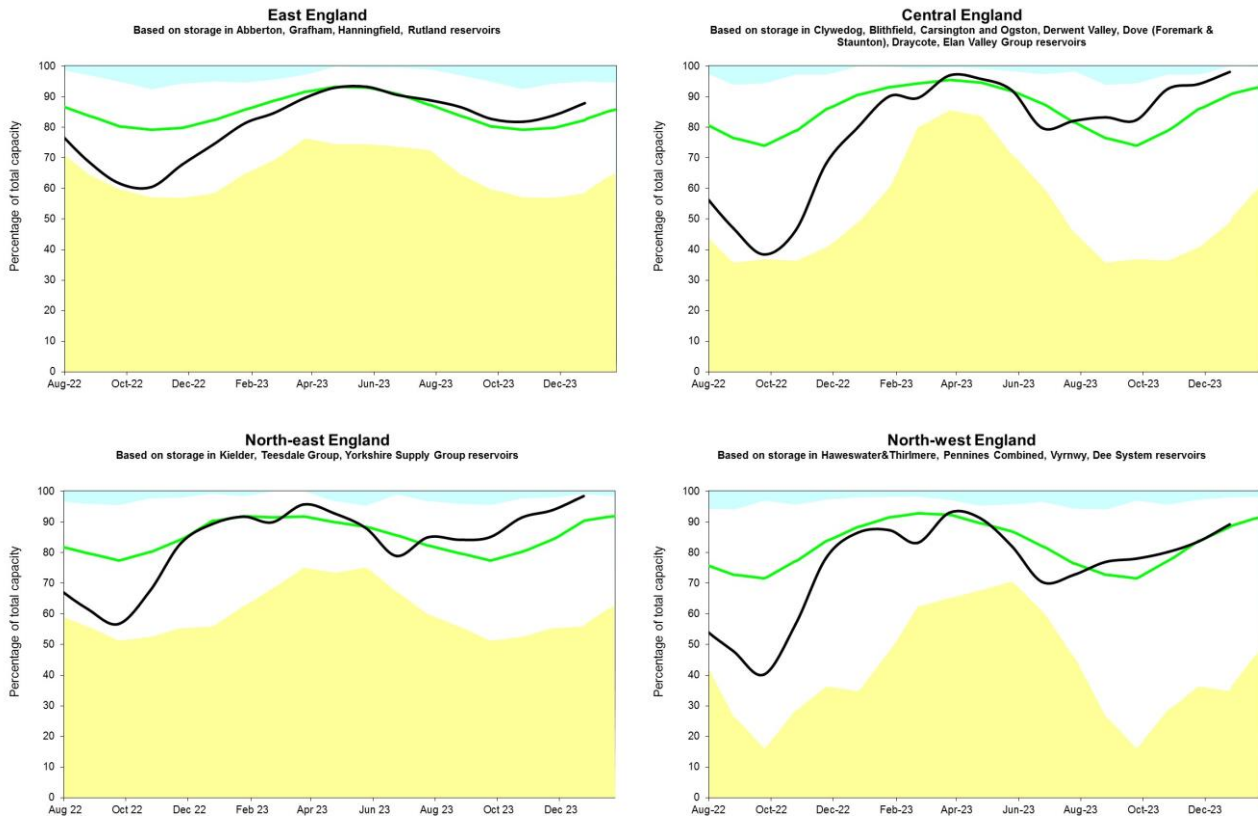 East England
Based on storage in Abberton, Grafham, Hanningfield, Rutland reservoirs
Percentage of total capacity
100
90
80
70
60
50
40
30
20
10
0
Aug-22 Oct-22 Dec-22 Feb-23 Apr-23 Jun-23 Aug-23 Oct-23 Dec-23
Central England
Based on storage in Clywedog, Blithfield, Carsington and Ogston, Derwent Valley, Dove (Foremark &
Staunton), Draycote, Elan Valley Group reservoirs
Percentage of total capacity
100
90
80
70
60
50
40
30
20
10
0
Aug-22 Oct-22 Dec-22 Feb-23 Apr-23 Jun-23 Aug-23 Oct-23 Dec-23
North-east England
Based on storage in Kielder, Teesdale Group, Yorkshire Supply Group reservoirs
Percentage of total capacity
100
90
80
70
60
50
40
30
20
10
0
Aug-22 Oct-22 Dec-22 Feb-23 Apr-23 Jun-23 Aug-23 Oct-23 Dec-23
North-west England
Based on storage in Haweswater&Thirlmere, Pennines Combined, Vyrnwy, Dee System reservoirs
Percentage of total capacity
100
90
80
70
60
50
40
30
20
10
0
Aug-22 Oct-22 Dec-22 Feb-23 Apr-23 Jun-23 Aug-23 Oct-23 Dec-23